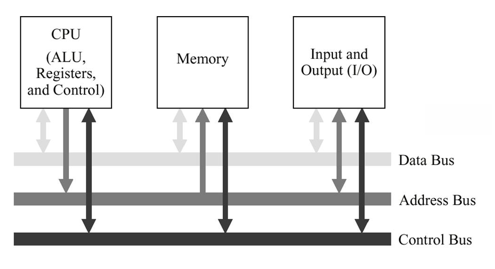 CPU
(ALU,
Registers,
and Control)
Memory
Input and
Output (I/O)
Data Bus
Address Bus
Control Bus